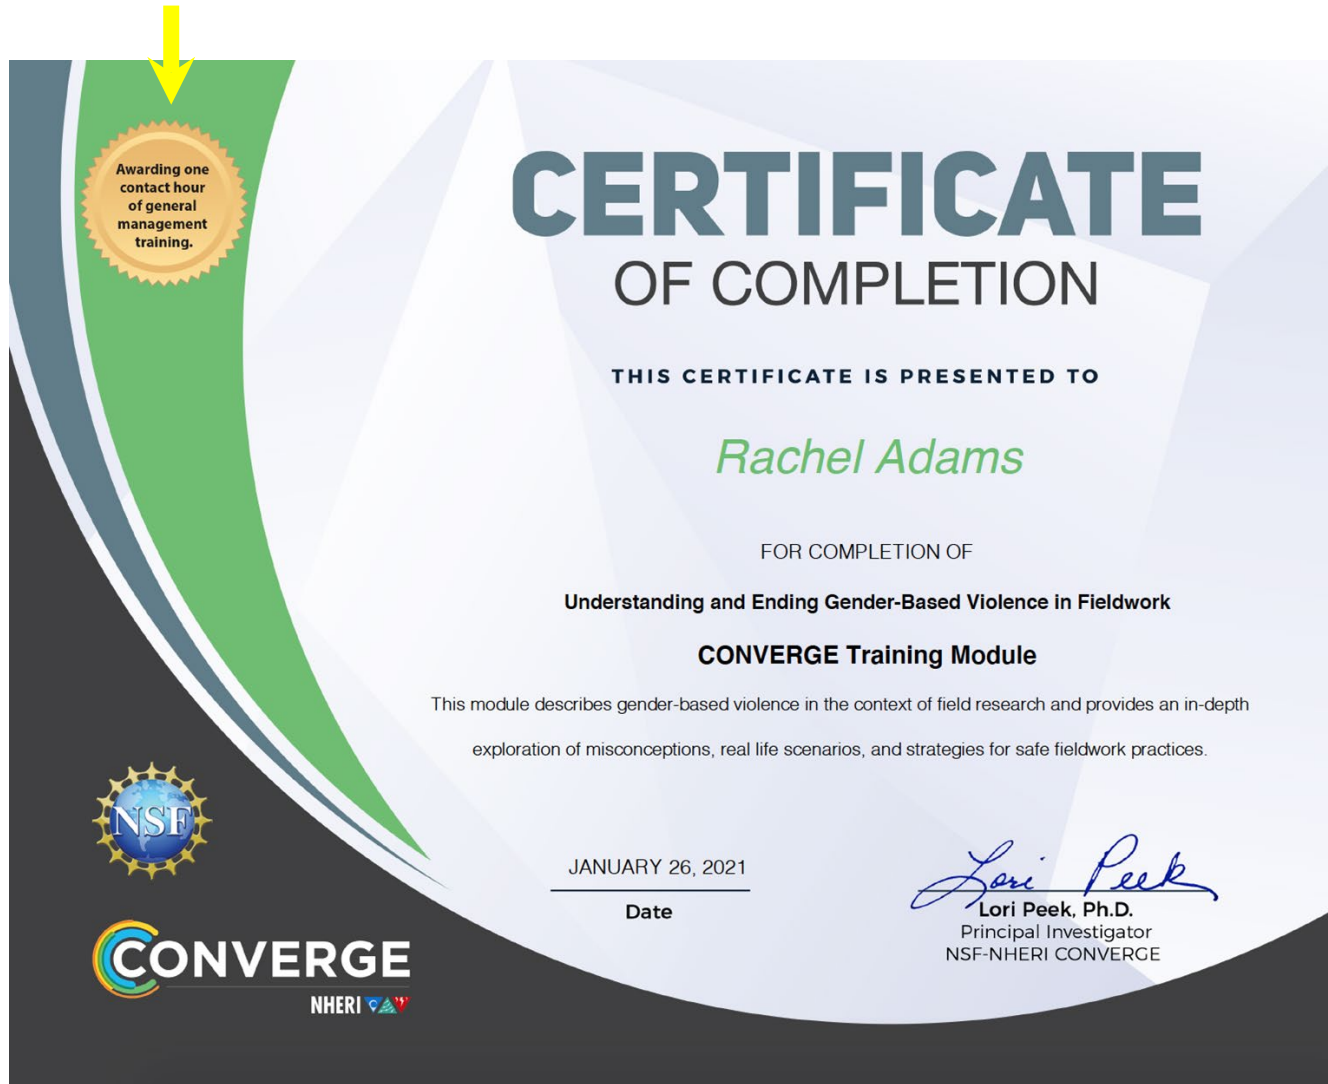 Awarding one
contact hour
of general
management
training.
CERTIFICATE
OF COMPLETION
THIS CERTIFICATE IS PRESENTED TO
Rachel Adams
FOR COMPLETION OF
Understanding and Ending Gender-Based Violence in Fieldwork
CONVERGE Training Module
This module describes gender-based violence in the context of field research and provides an in-depth
exploration of misconceptions, real life scenarios, and strategies for safe fieldwork practices.
NSF
JANUARY 26, 2021
Date
Lori Peek
Lori Peek, Ph.D.
Principal Investigator
NSF-NHERI CONVERGE
CONVERGE
NHERI